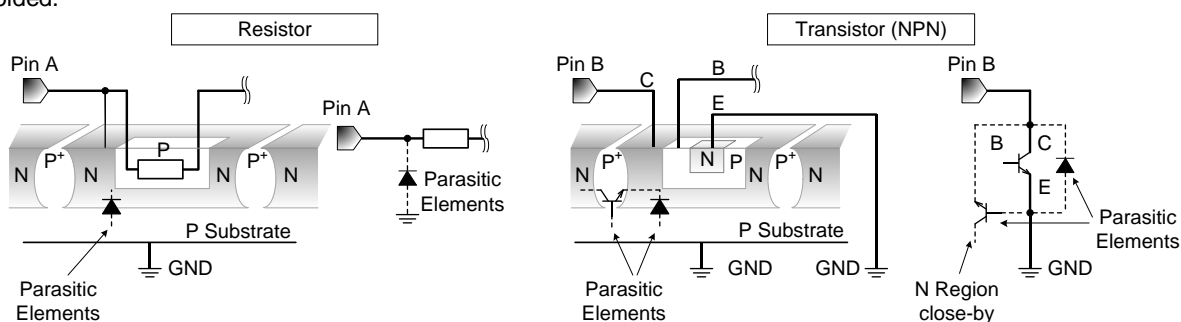 Resistor
Pin A
P
N
P+
N
N
P+
N
Parasitic
Elements
P Substrate
GND
Pin A
Parasitic
Elements
Transistor (NPN)
Pin B
C
B
E
N
P+
N
N
P
N
P+
N
P Substrate
GND
GND
Parasitic
Elements
Pin B
B
C
E
Parasitic
Elements
GND
N Region
close-by